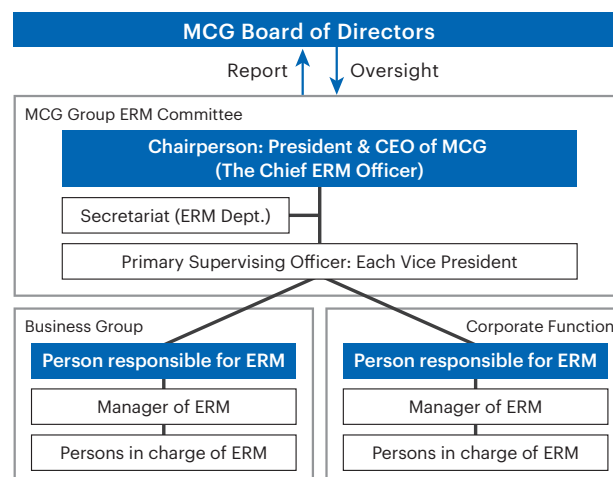 MCG Board of Directors
Report
Oversight
MCG Group ERM Committee
Chairperson: President & CEO of MCG
(The Chief ERM Officer)
Secretariat (ERM Dept.)
Primary Supervising Officer: Each Vice President
Business Group
Person responsible for ERM
Manager of ERM
Persons in charge of ERM
Corporate Function
Person responsible for ERM
Manager of ERM
Persons in charge of ERM